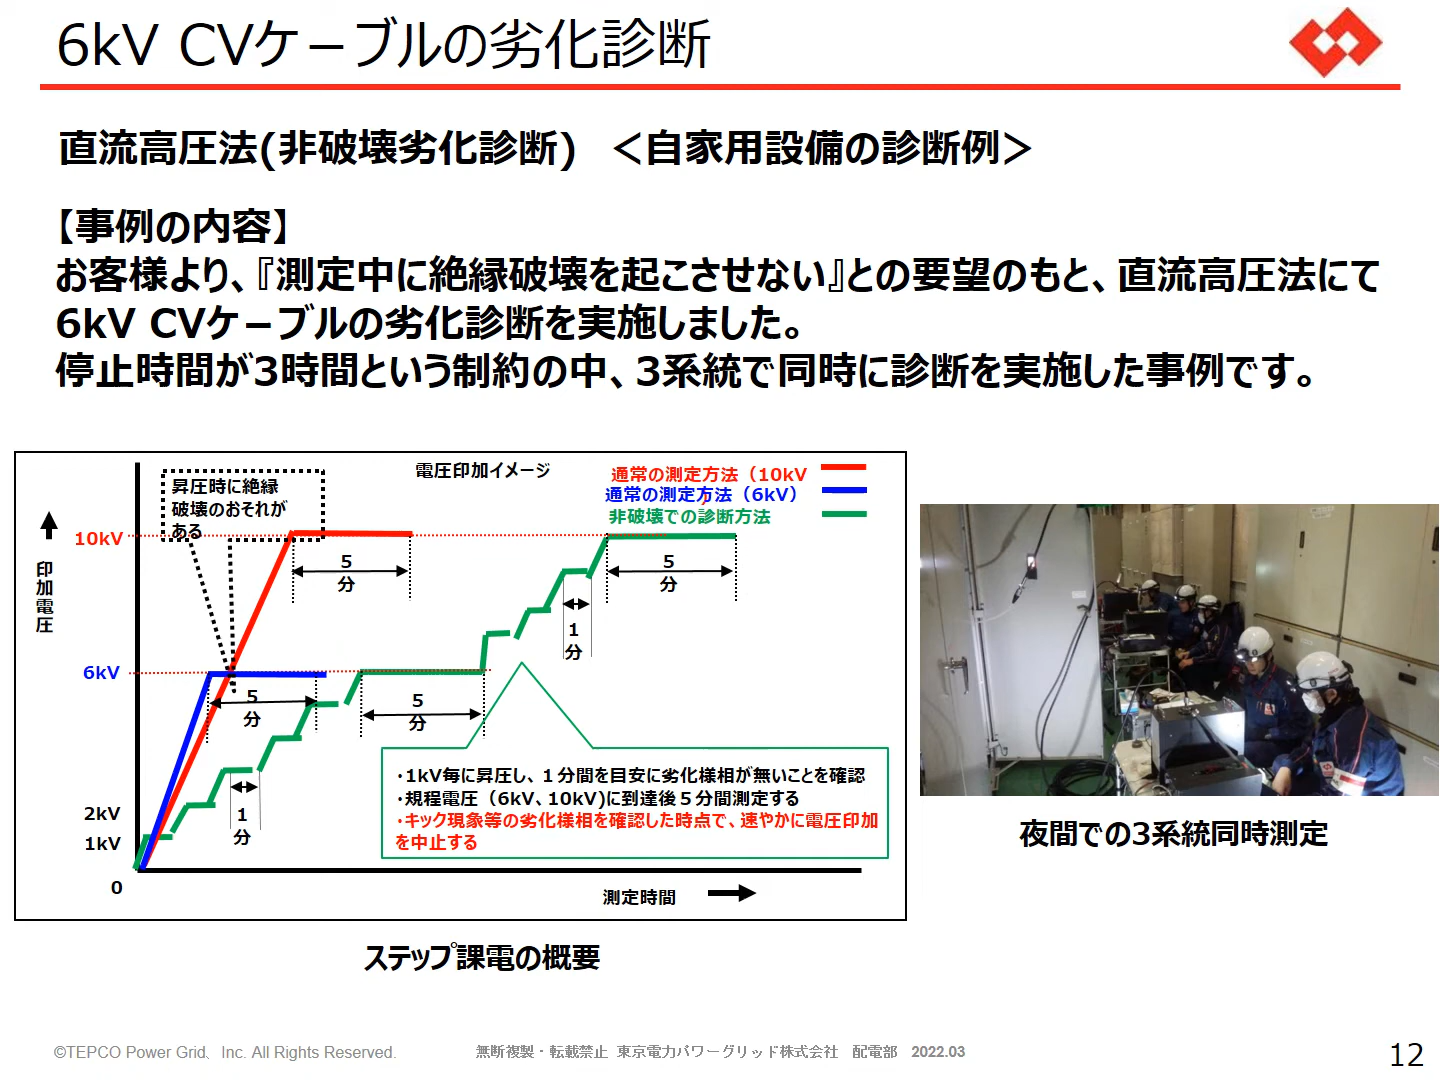 6kV CVケーブルの劣化診断
直流高圧法(非破壊劣化診断)　＜自家用設備の診断例＞
【事例の内容】
お客様より、『測定中に絶縁破壊を起こさせない』との要望のもと、直流高圧法にて
6kV CVケーブルの劣化診断を実施しました。
停止時間が3時間という制約の中、3系統で同時に診断を実施した事例です。
電圧印加イメージ
通常の測定方法（10kV
）
通常の測定方法（6kV）
非破壊での診断方法
昇圧時に絶縁
破壊のおそれが
ある
印加電圧
10kV
6kV
2kV
1kV
0
5
分
5
分
5
分
5
分
1
分
1
分
・1kV毎に昇圧し、１分間を目安に劣化様相が無いことを確認
・規程電圧（6kV、10kV)に到達後５分間測定する
・キック現象等の劣化様相を確認した時点で、速やかに電圧印加
を中止する
測定時間
ステップ課電の概要
夜間での3系統同時測定
©TEPCO Power Grid、Inc. All Rights Reserved.
無断複製・転載禁止 東京電力パワーグリッド株式会社　配電部　2022.03
12